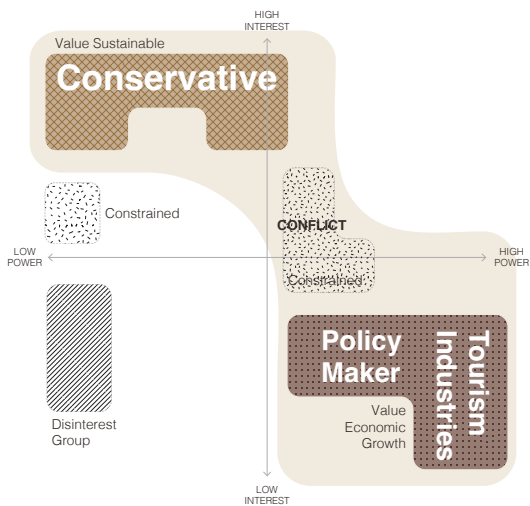 HIGH
INTEREST
Value Sustainable
Conservative
Constrained
CONFLICT
LOW
POWER
HIGH
POWER
Constrained
Policy
Maker
Tourism
Industries
Value
Economic
Growth
Disinterest
Group
LOW
INTEREST